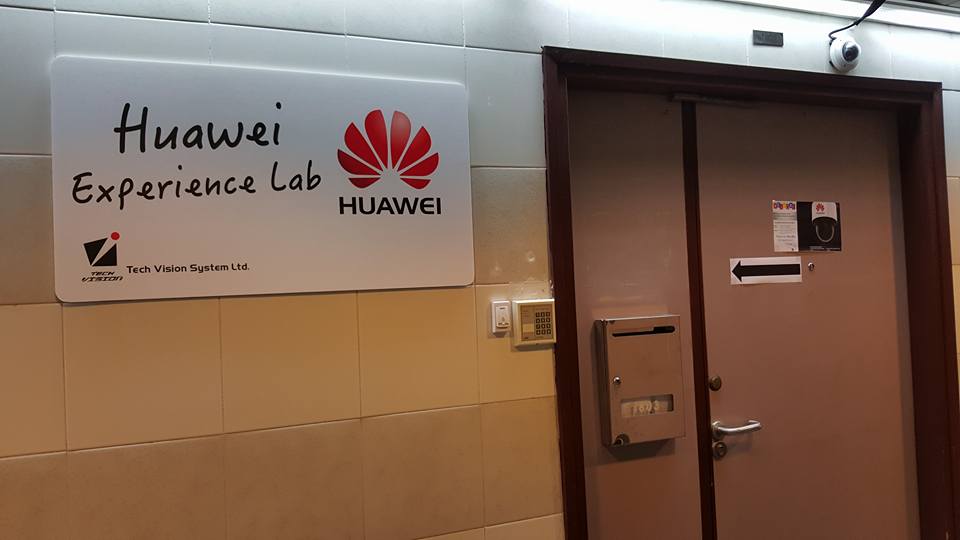 Huawei
Experience Lab
HUAWEI
TECH
VISION
Tech Vision System Ltd.